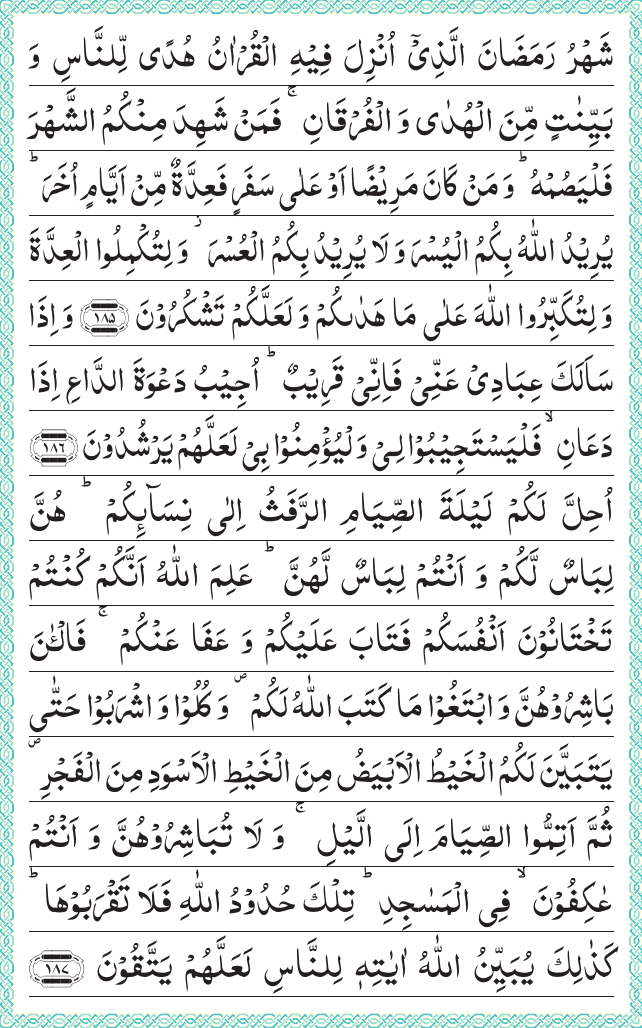 شَهْرُ رَمَضَانَ الَّذِیْۤ اُنْزِلَ فِیْهِ الْقُرْاٰنُ هُدًی لِّلنَّاسِ وَ
بَیِّنٰتٍ مِّنَ الْهُدٰی وَ الْفُرْقَانِ ۚ فَمَنْ شَهِدَ مِنْكُمُ الشَّهْرَ
فَلْیَصُمْهُ ؕ وَ مَنْ كَانَ مَرِیْضًا اَوْ عَلٰی سَفَرٍ فَعِدَّةٌ مِّنْ اَیَّامٍ اُخَرَ ؕ
یُرِیْدُ اللّٰهُ بِكُمُ الْیُسْرَ وَ لَا یُرِیْدُ بِكُمُ الْعُسْرَ ؗ وَ لِتُكْمِلُوا الْعِدَّةَ
وَ لِتُكَبِّرُوا اللّٰهَ عَلٰی مَا هَدٰىكُمْ وَ لَعَلَّكُمْ تَشْكُرُوْنَ ﴿۱۸۵﴾ وَ اِذَا
سَاَلَكَ عِبَادِیْ عَنِّیْ فَاِنِّیْ قَرِیْبٌ ؕ اُجِیْبُ دَعْوَةَ الدَّاعِ اِذَا
دَعَانِ ۙ فَلْیَسْتَجِیْبُوْا لِیْ وَ لْیُؤْمِنُوْا بِیْ لَعَلَّهُمْ یَرْشُدُوْنَ ﴿۱۸۶﴾
اُحِلَّ لَكُمْ لَیْلَةَ الصِّیَامِ الرَّفَثُ اِلٰی نِسَآىِٕكُمْ ؕ هُنَّ
لِبَاسٌ لَّكُمْ وَ اَنْتُمْ لِبَاسٌ لَّهُنَّ ؕ عَلِمَ اللّٰهُ اَنَّكُمْ كُنْتُمْ
تَخْتَانُوْنَ اَنْفُسَكُمْ فَتَابَ عَلَیْكُمْ وَ عَفَا عَنْكُمْ ۚ فَالْـٰٔنَ
بَاشِرُوْهُنَّ وَ ابْتَغُوْا مَا كَتَبَ اللّٰهُ لَكُمْ ۪ وَ كُلُوْا وَ اشْرَبُوْا حَتّٰی
یَتَبَیَّنَ لَكُمُ الْخَیْطُ الْاَبْیَضُ مِنَ الْخَیْطِ الْاَسْوَدِ مِنَ الْفَجْرِ ۪
ثُمَّ اَتِمُّوا الصِّیَامَ اِلَی الَّیْلِ ۚ وَ لَا تُبَاشِرُوْهُنَّ وَ اَنْتُمْ
عٰكِفُوْنَ ۙ فِی الْمَسٰجِدِ ؕ تِلْكَ حُدُوْدُ اللّٰهِ فَلَا تَقْرَبُوْهَا ؕ
كَذٰلِكَ یُبَیِّنُ اللّٰهُ اٰیٰتِهٖ لِلنَّاسِ لَعَلَّهُمْ یَتَّقُوْنَ ﴿۱۸۷﴾